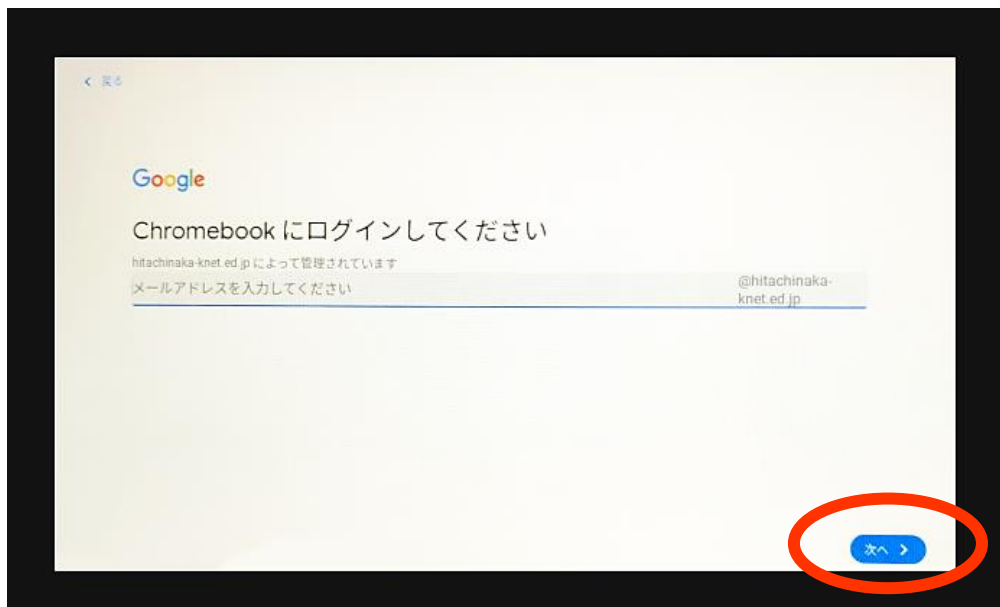 戻る
Google
Chromebook にログインしてください
hitachinaka-knet.ed.jp によって管理されています
メールアドレスを入力してください
@hitachinaka-
knet.ed.jp
次へ